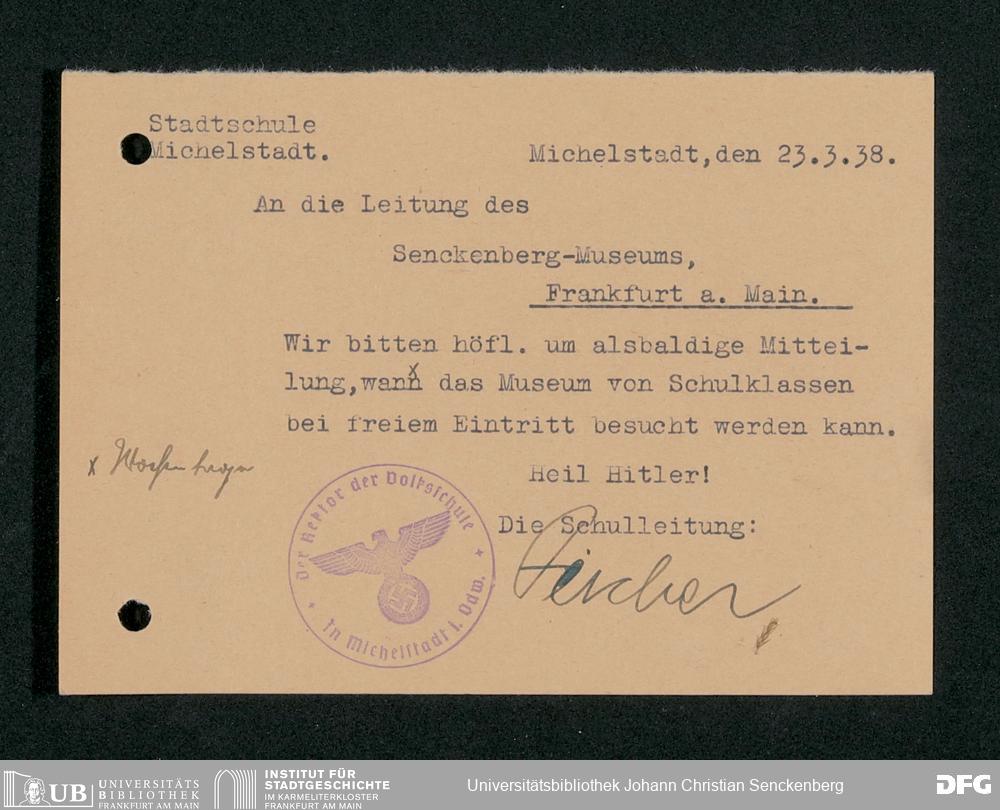 Stadtschule
Michelstadt.
Michelstadt,den 23.3.38.
An die Leitung des
Senckenberg-Museums,
Frankfurt a. Main.
Wir bitten höfl. um alsbaldige Mittei-
x
lung,wann das Museum von Schulklassen
bei freiem Eintritt besucht werden kann.
x
Heil Hitler!
Die Schulleitung:
Der Rektor der Volksschule
in Michelstadt i. Odw.
UB UNIVERSITÄTS
BIBLIOTHEK
FRANKFURT AM MAIN
INSTITUT FÜR
STADTGESCHICHTE
IM KARMELITERKLOSTER
FRANKFURT AM MAIN
Universitätsbibliothek Johann Christian Senckenberg
DFG